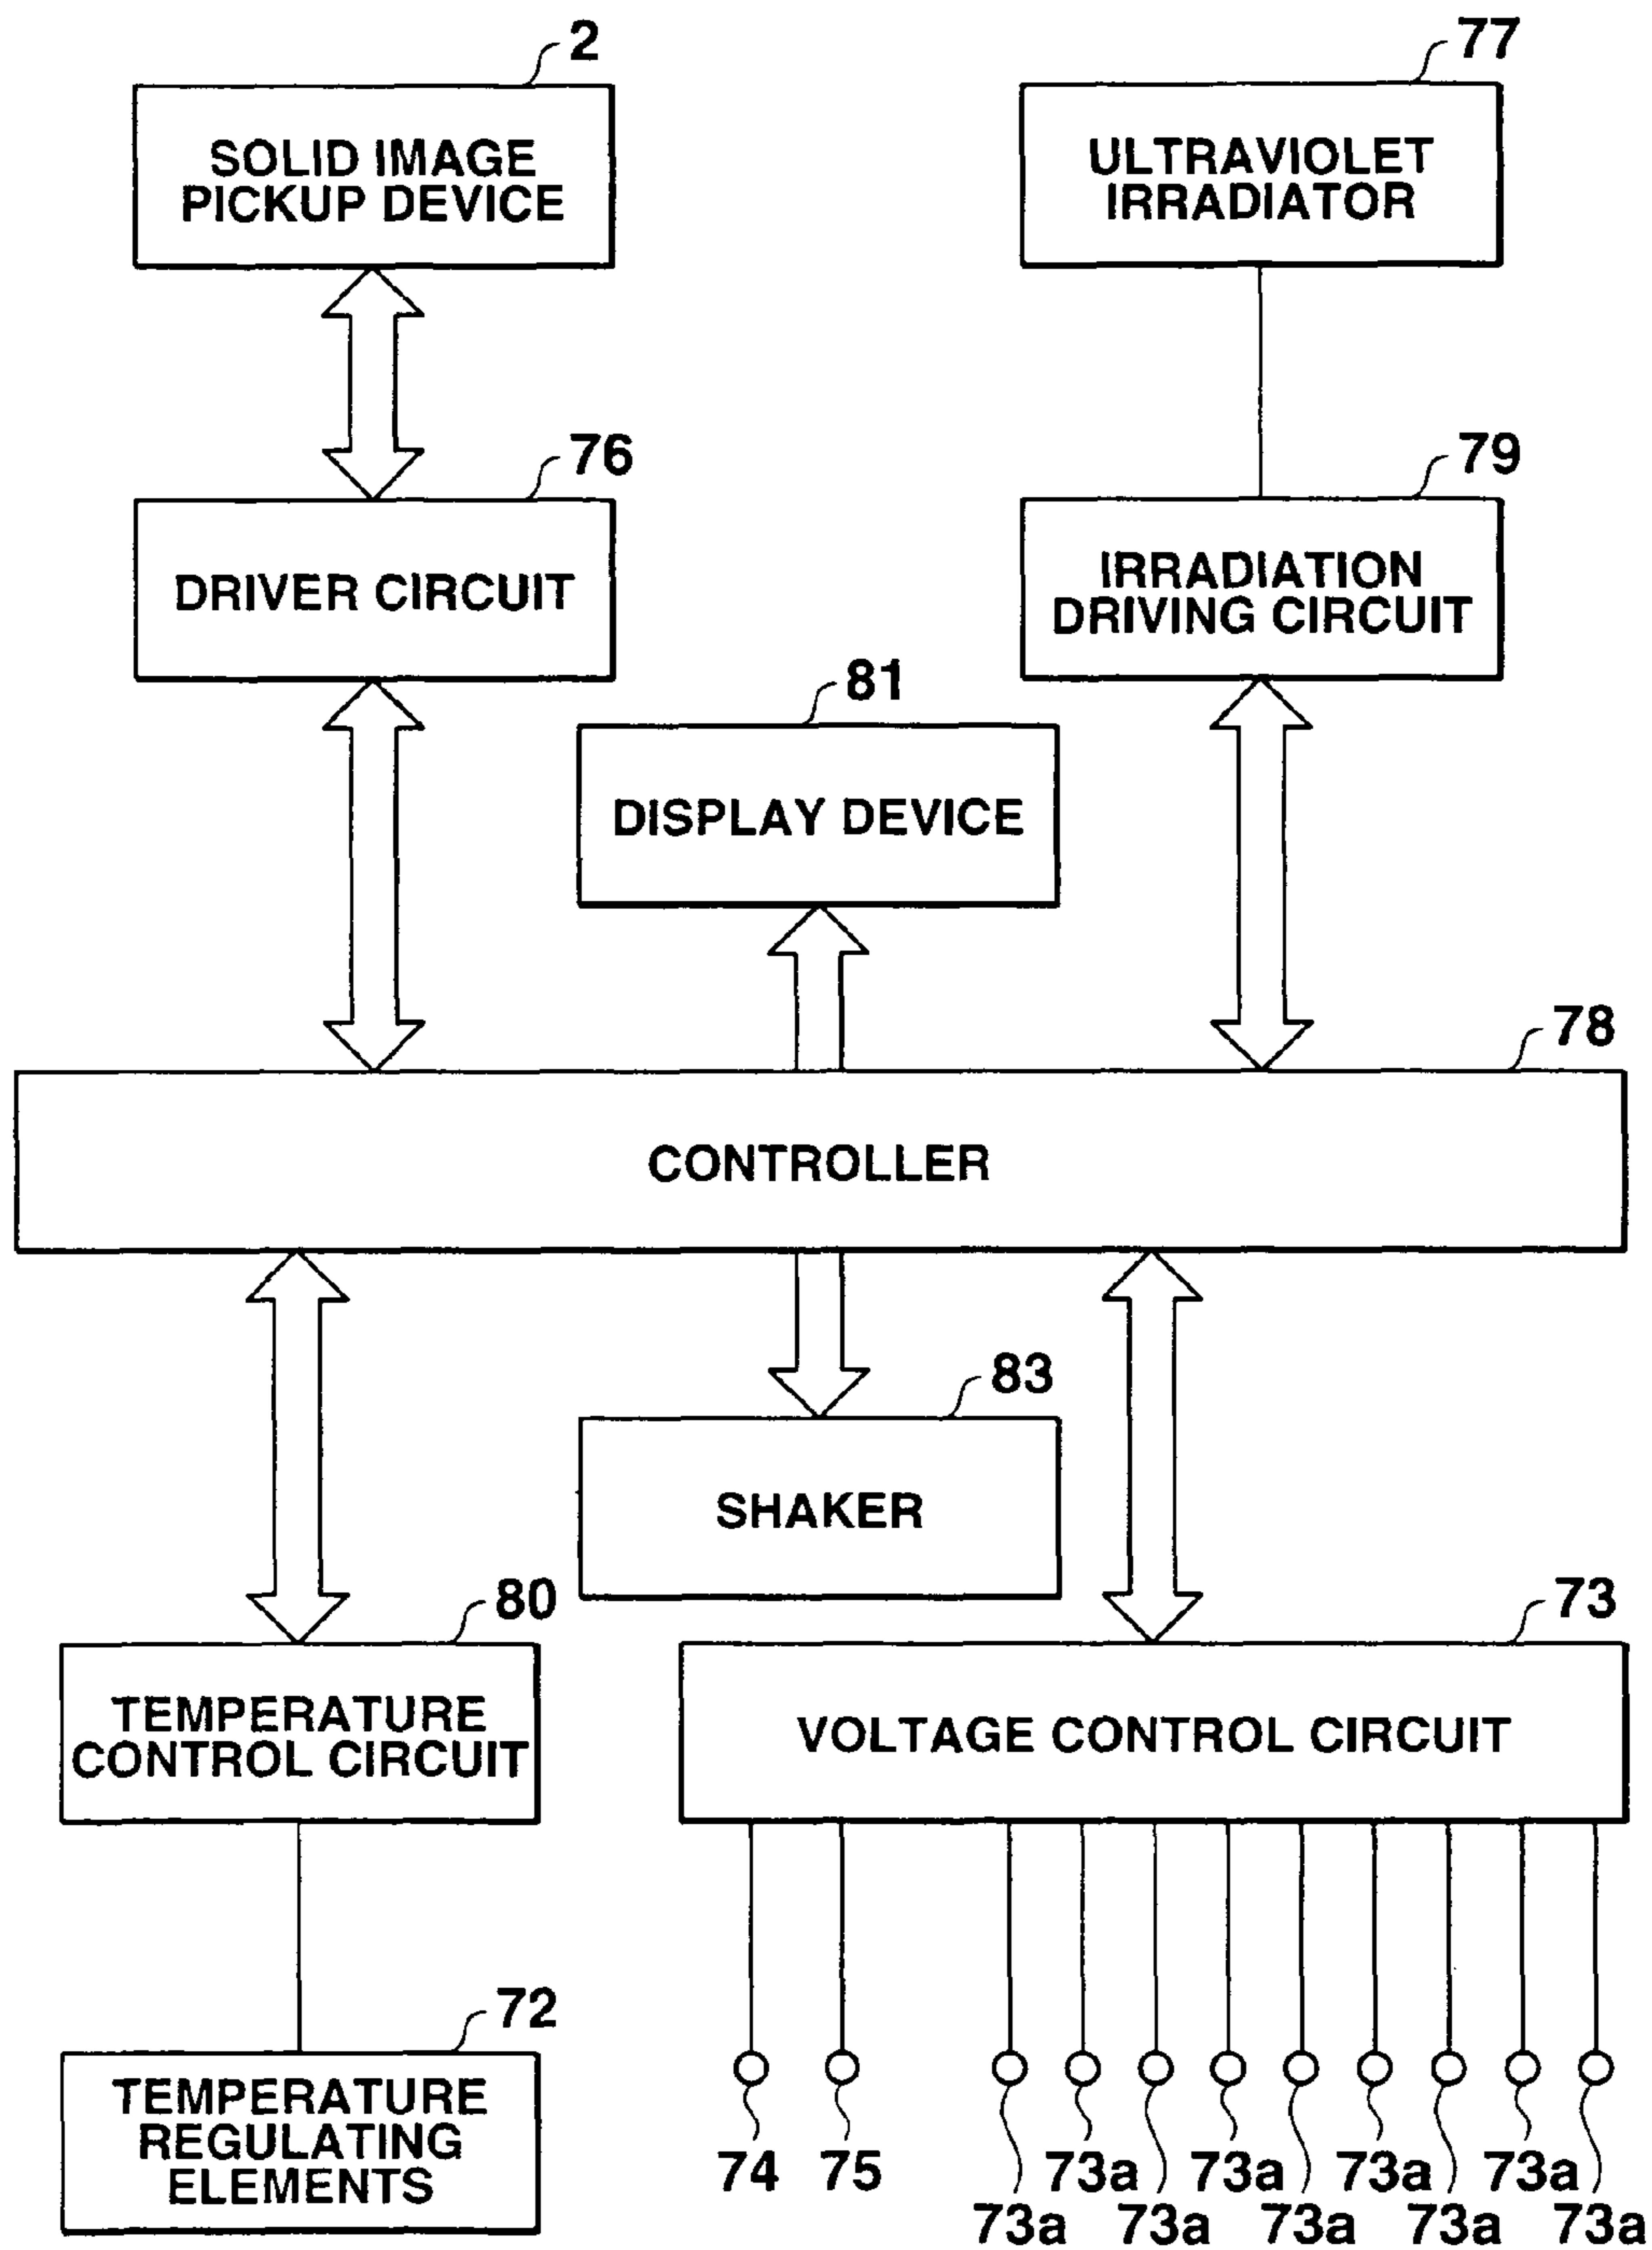 2
77
SOLID IMAGE
PICKUP DEVICE
ULTRAVIOLET
IRRADIATOR
76
79
DRIVER CIRCUIT
IRRADIATION
DRIVING CIRCUIT
81
DISPLAY DEVICE
78
CONTROLLER
83
SHAKER
80
73
TEMPERATURE
CONTROL CIRCUIT
VOLTAGE CONTROL CIRCUIT
72
TEMPERATURE
REGULATING
ELEMENTS
74 75 73a 73a 73a 73a
73a 73a 73a 73a 73a